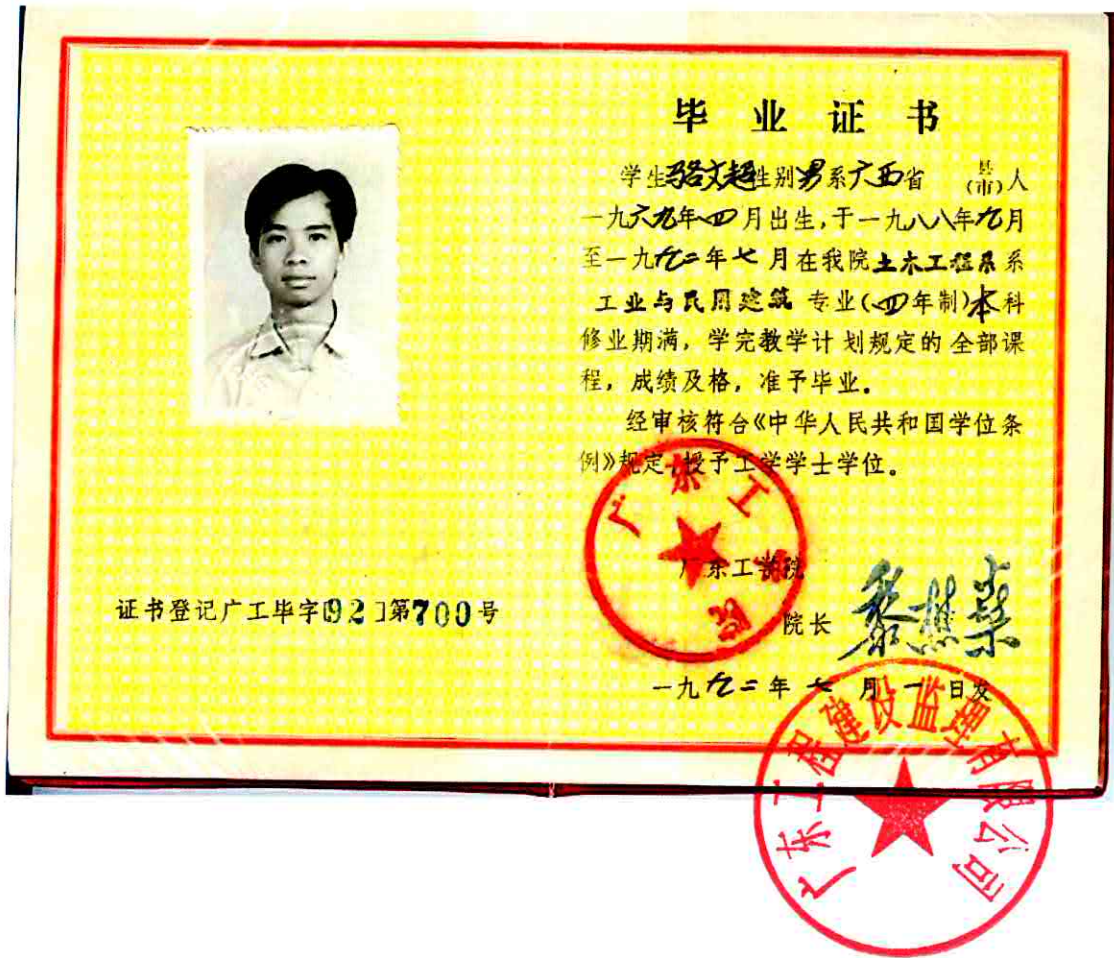 毕业证书
学生骆文超性别男系广西省 县(市)人
一九六九年四月出生,于一九八八年九月
至一九九二年七月在我院土木工程系系
工业与民用建筑 专业(四年制)本科
修业期满,学完教学计划规定的全部课
程,成绩及格,准予毕业。
经审核符合《中华人民共和国学位条
例》规定,授予工学学士学位。
广东工学院
广东工学院
院长
一九九二年七月一日发
证书登记广工毕字[92]第700号
广东工程建设监理有限公司